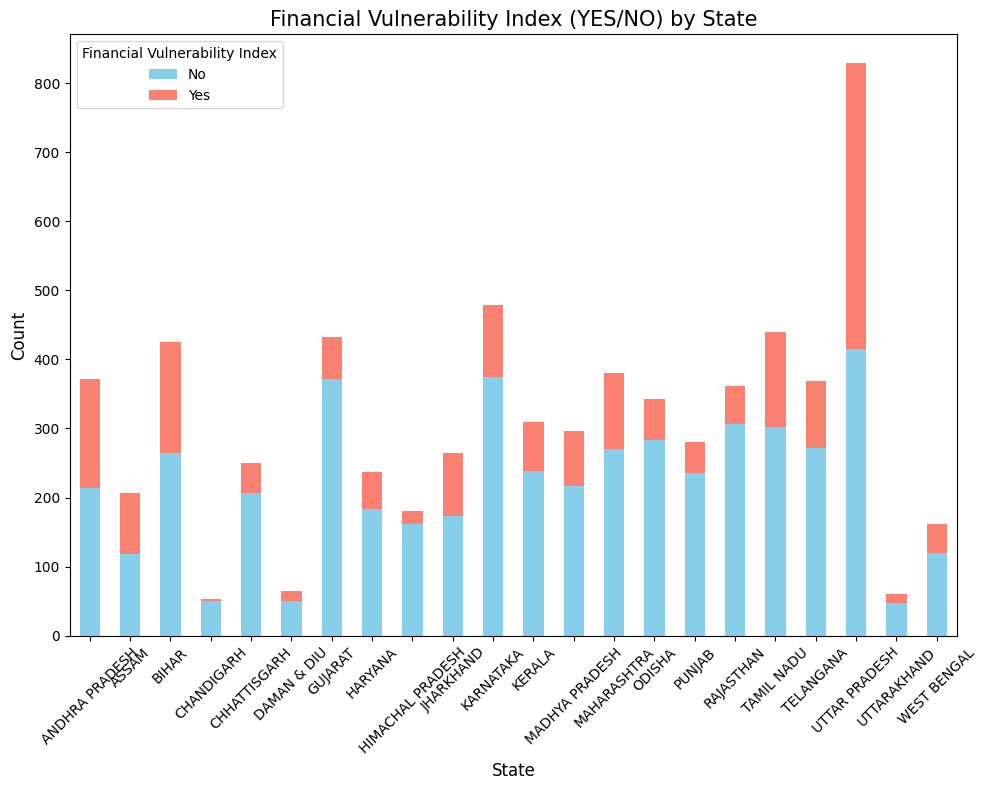 Financial Vulnerability Index (YES/NO) by State
Financial Vulnerability Index
No
Yes
Count
800
700
600
500
400
300
200
100
0
ANDHRA PRADESH
ASSAM
BIHAR
CHANDIGARH
CHHATTISGARH
DAMAN & DIU
GUJARAT
HARYANA
HIMACHAL PRADESH
JHARKHAND
KARNATAKA
KERALA
MADHYA PRADESH
MAHARASHTRA
ODISHA
PUNJAB
RAJASTHAN
TAMIL NADU
TELANGANA
UTTAR PRADESH
UTTARAKHAND
WEST BENGAL
State